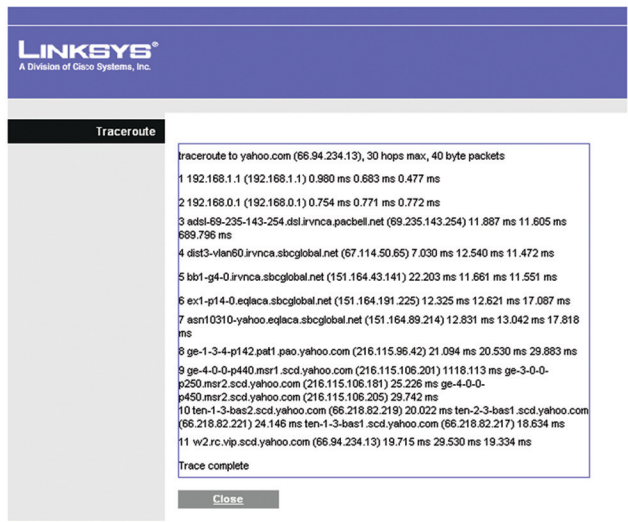 LINKSYS®
A Division of Cisco Systems, Inc.
Traceroute
traceroute to yahoo.com (66.94.234.13), 30 hops max, 40 byte packets
1 192.168.1.1 (192.168.1.1) 0.980 ms 0.683 ms 0.477 ms
2 192.168.0.1 (192.168.0.1) 0.754 ms 0.771 ms 0.772 ms
3 adsl-69-235-143-254.dsl.irvnca.pacbell.net (69.235.143.254) 11.887 ms 11.605 ms
689.796 ms
4 dist3-vlan60.irvnca.sbcglobal.net (67.114.50.65) 7.030 ms 12.540 ms 11.472 ms
5 bb1-g4-0.irvnca.sbcglobal.net (151.164.43.141) 22.203 ms 11.661 ms 11.551 ms
6 ex1-p14-0.eqlaca.sbcglobal.net (151.164.191.225) 12.325 ms 12.621 ms 17.087 ms
7 asn10310-yahoo.eqlaca.sbcglobal.net (151.164.89.214) 12.831 ms 13.042 ms 17.818
ms
8 ge-1-3-4-p142.pat1.pao.yahoo.com (216.115.96.42) 21.094 ms 20.530 ms 29.883 ms
9 ge-4-0-0-p440.msr1.scd.yahoo.com (216.115.106.201) 1118.113 ms ge-3-0-0-
p250.msr2.scd.yahoo.com (216.115.106.181) 25.226 ms ge-4-0-0-
p450.msr2.scd.yahoo.com (216.115.106.205) 29.742 ms
10 ten-1-3-bas2.scd.yahoo.com (66.218.82.219) 20.022 ms ten-2-3-bas1.scd.yahoo.com
(66.218.82.221) 24.146 ms ten-1-3-bas1.scd.yahoo.com (66.218.82.217) 18.634 ms
11 w2.rc.vip.scd.yahoo.com (66.94.234.13) 19.715 ms 29.530 ms 19.334 ms
Trace complete
Close